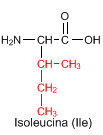 O
H₂N—CH—C—OH
CH—CH₃
CH₂
CH₃
Isoleucina (Ile)